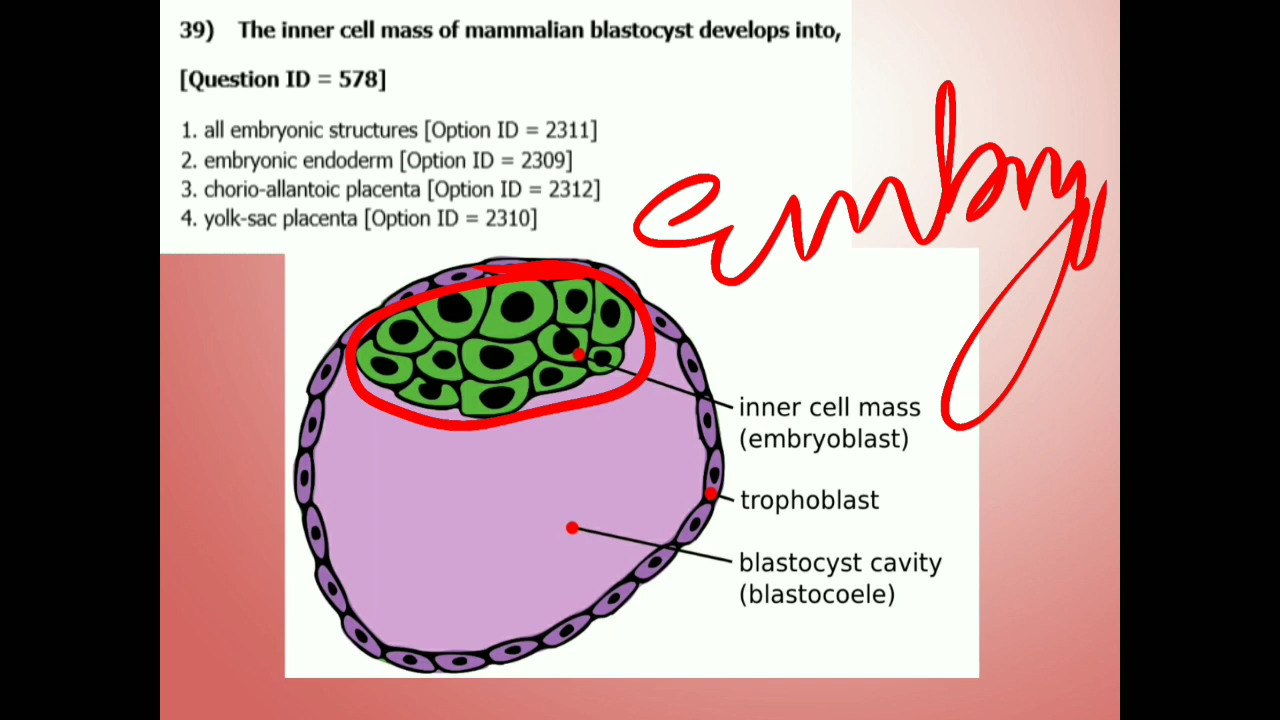 39) The inner cell mass of mammalian blastocyst develops into,
[Question ID = 578]
1. all embryonic structures [Option ID = 2311]
2. embryonic endoderm [Option ID = 2309]
3. chorio-allantoic placenta [Option ID = 2312]
4. yolk-sac placenta [Option ID = 2310]
embry
inner cell mass
(embryoblast)
trophoblast
blastocyst cavity
(blastocoele)